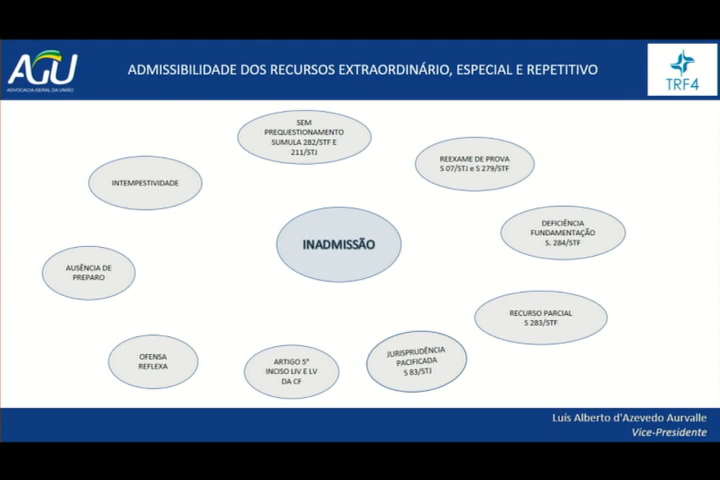 AGU
ADVOCACIA-GERAL DA UNIÃO
ADMISSIBILIDADE DOS RECURSOS EXTRAORDINÁRIO, ESPECIAL E REPETITIVO
TRF4
SEM
PREQUESTIONAMENTO
SUMULA 282/STF E
211/STJ
REEXAME DE PROVA
S 07/STJ e S 279/STF
INTEMPESTIVIDADE
DEFICIÊNCIA
FUNDAMENTAÇÃO
S. 284/STF
INADMISSÃO
AUSÊNCIA DE
PREPARO
RECURSO PARCIAL
S 283/STF
OFENSA
REFLEXA
ARTIGO 5°
INCISO LIV E LV
DA CF
JURISPRUDÊNCIA
PACIFICADA
S 83/STJ
Luís Alberto d'Azevedo Aurvalle
Vice-Presidente